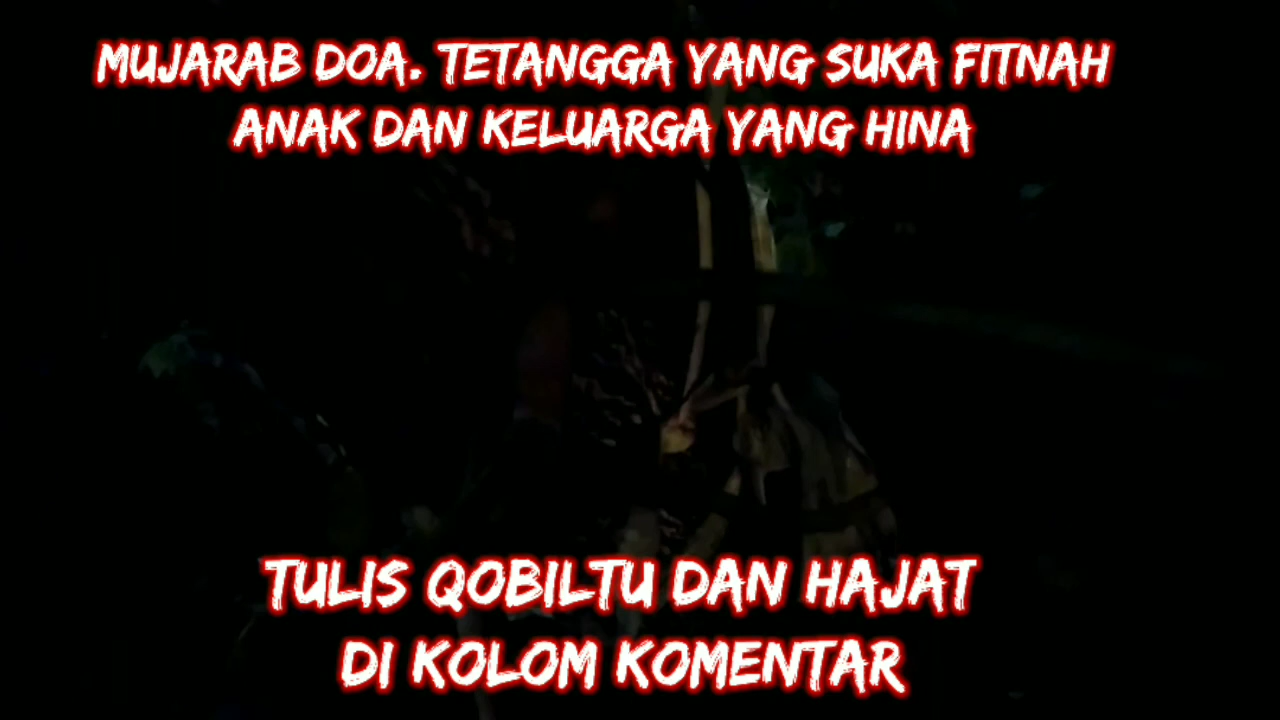 MUJARAB DOA. TETANGGA YANG SUKA FITNAH
ANAK DAN KELUARGA YANG HINA
TULIS QOBILTU DAN HAJAT
DI KOLOM KOMENTAR